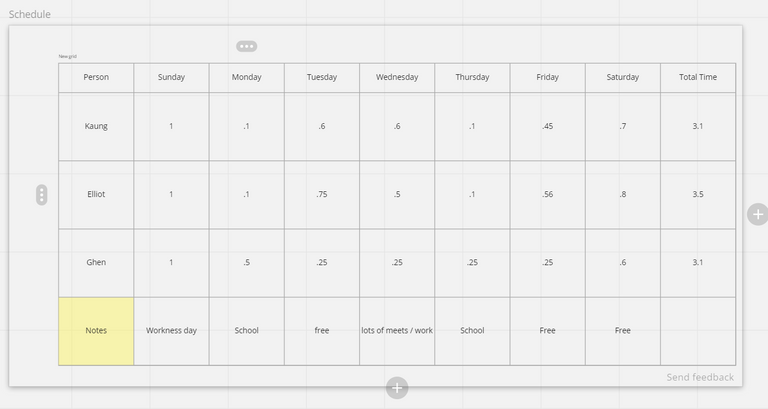 Schedule
New grid
Person Sunday Monday Tuesday Wednesday Thursday Friday Saturday Total Time
Kaung 1 .1 .6 .6 .1 .45 .7 3.1
Elliot 1 .1 .75 .5 .1 .56 .8 3.5
Ghen 1 .5 .25 .25 .25 .25 .6 3.1
Notes Workness day School free lots of meets / work School Free Free
Send feedback